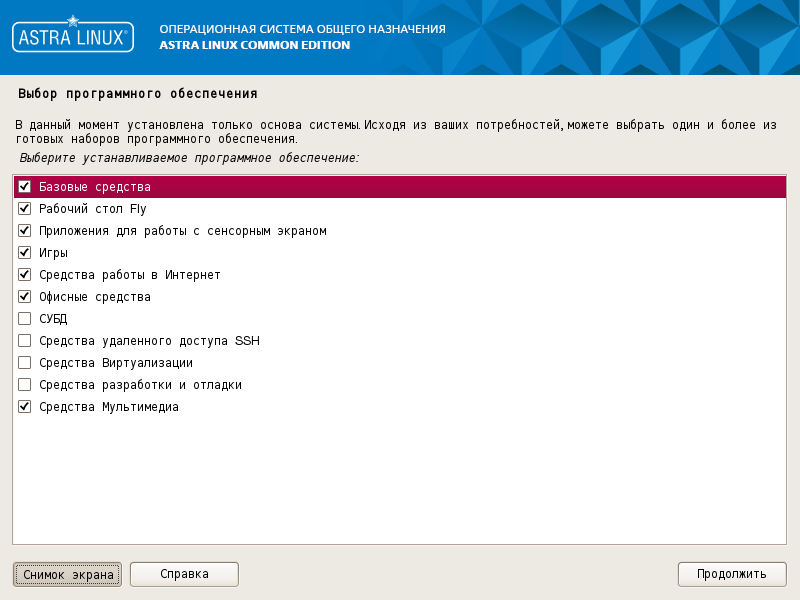 ASTRA LINUX®
ОПЕРАЦИОННАЯ СИСТЕМА ОБЩЕГО НАЗНАЧЕНИЯ
ASTRA LINUX COMMON EDITION
Выбор программного обеспечения
В данный момент установлена только основа системы. Исходя из ваших потребностей, можете выбрать один и более из
готовых наборов программного обеспечения.
Выберите устанавливаемое программное обеспечение:
Базовые средства
Рабочий стол Fly
Приложения для работы с сенсорным экраном
Игры
Средства работы в Интернет
Офисные средства
СУБД
Средства удаленного доступа SSH
Средства Виртуализации
Средства разработки и отладки
Средства Мультимедиа
Снимок экрана
Справка
Продолжить